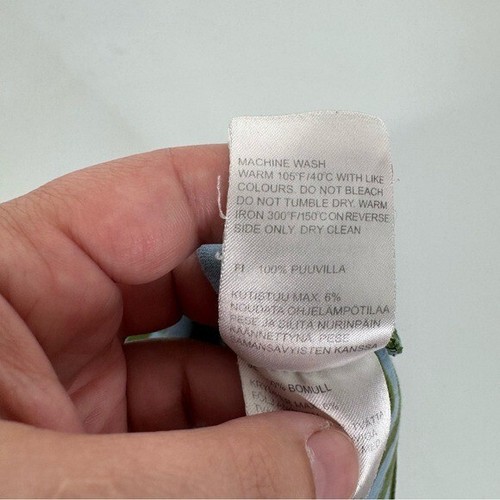 MACHINE WASH
WARM 105°F/40°C WITH LIKE
COLOURS. DO NOT BLEACH
DO NOT TUMBLE DRY. WARM
IRON 300°F/150°C ON REVERSE
SIDE ONLY, DRY CLEAN
FI 100% PUUVILLA
KUTISTUU MAX. 6%
NOUDATA OHJELÄMPÖTILAA
PESE JA SILITÄ NURINPÄIN
KÄÄNNETTYNÄ. PESE
SAMANSÄVYISTEN KANSSA
BOMULL
MAX. 6%